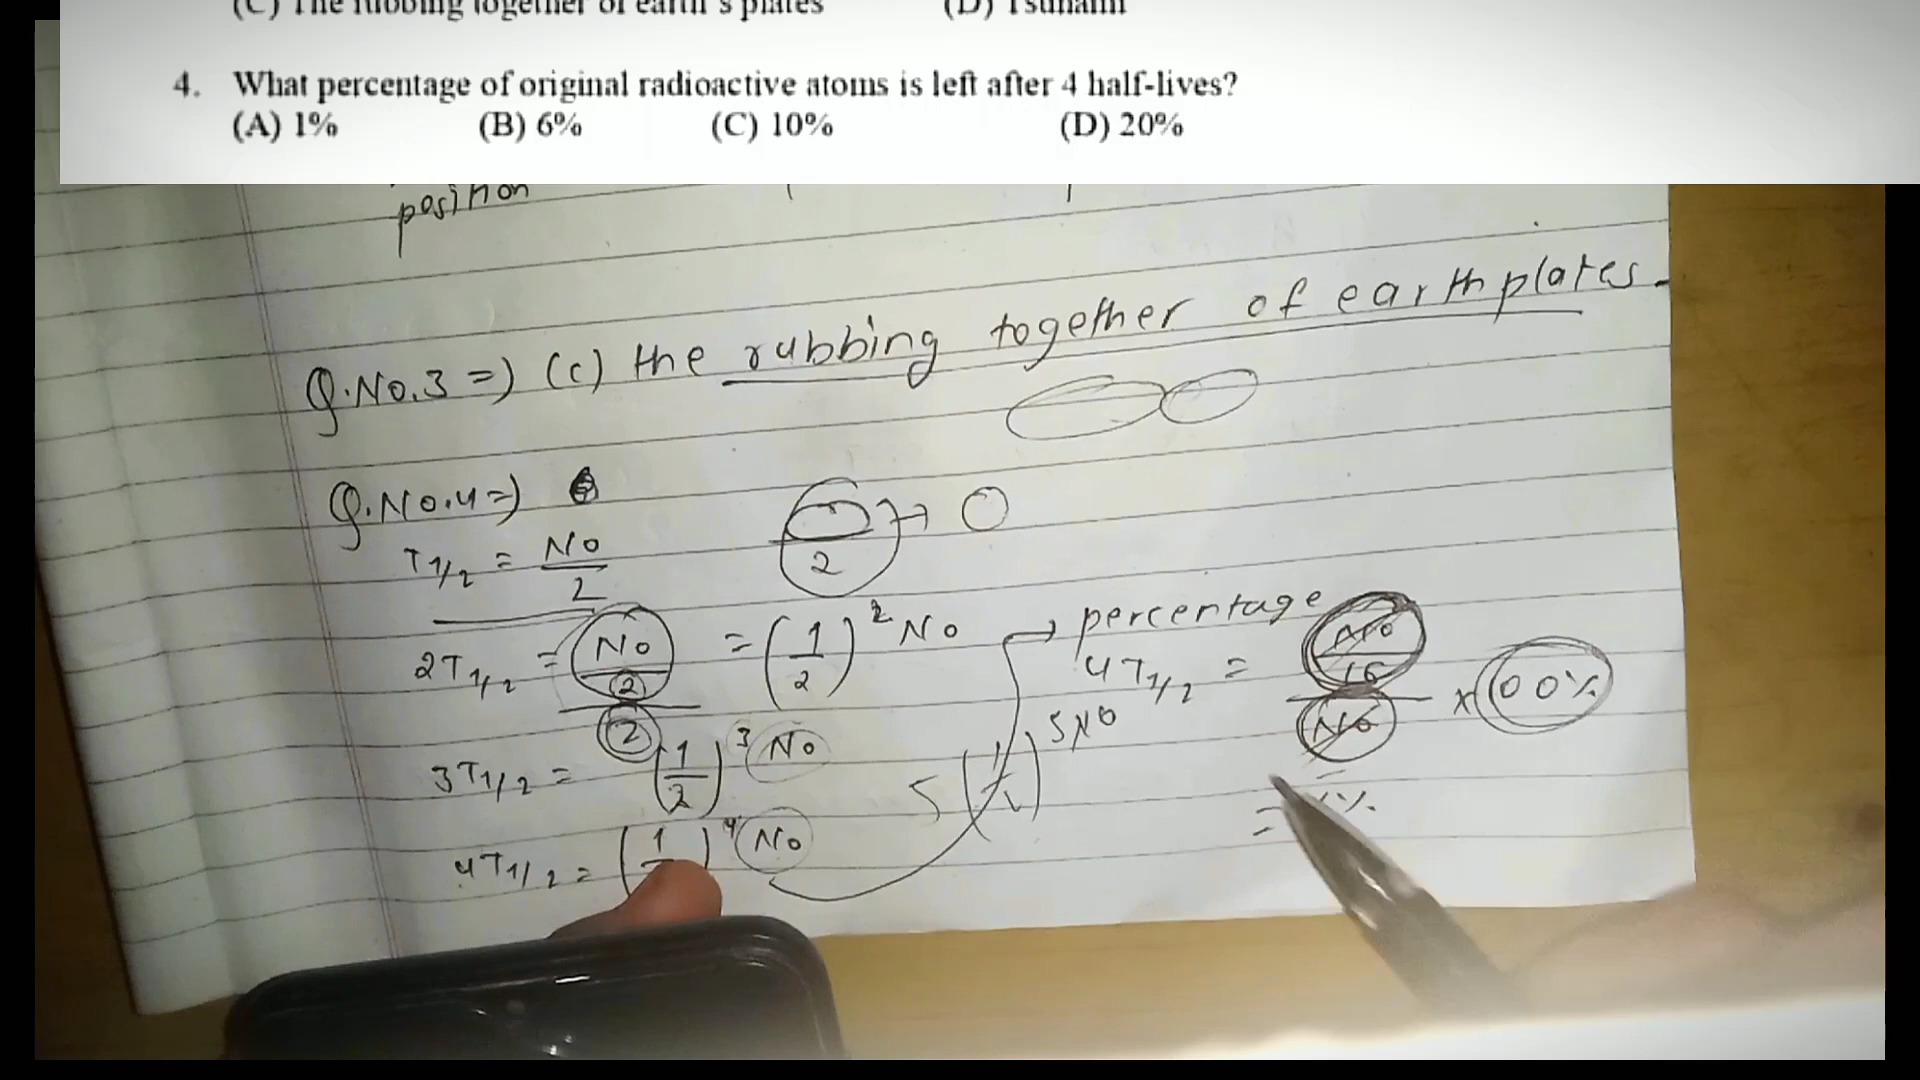 (C) The rubbing together of earth's plates (D) Tsunami
4. What percentage of original radioactive atoms is left after 4 half-lives?
(A) 1% (B) 6% (C) 10% (D) 20%
position
Q.No.3 => (c) the rubbing together of earth plates.
Q.No.4 =>
T1/2 = No/2
2
2T1/2 = No/2/2 = (1/2)^2 No
3T1/2 = (1/2)^3 No
4T1/2 = (1/ )^4 No
percentage
4T1/2 = No/16/No × 100%